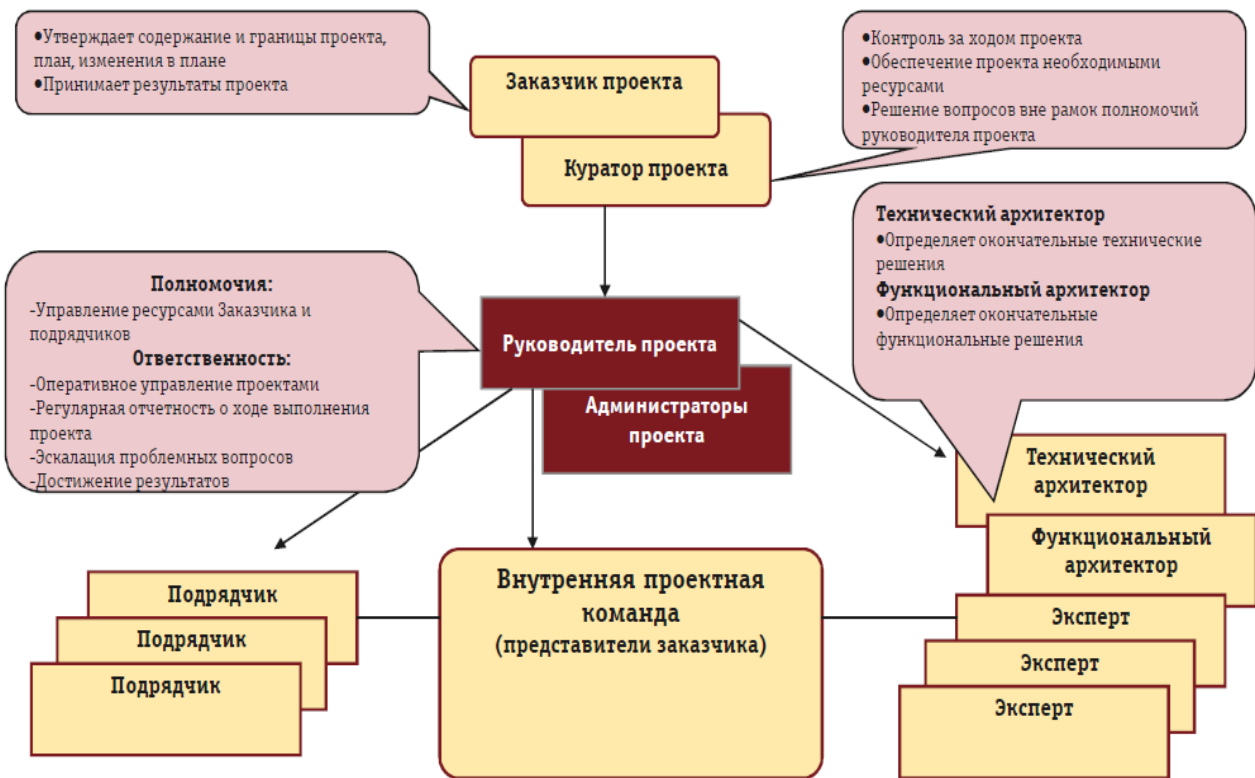 ●Утверждает содержание и границы проекта,
план, изменения в плане
●Принимает результаты проекта
Заказчик проекта
Куратор проекта
●Контроль за ходом проекта
●Обеспечение проекта необходимыми
ресурсами
●Решение вопросов вне рамок полномочий
руководителя проекта
Технический архитектор
●Определяет окончательные технические
решения
Функциональный архитектор
●Определяет окончательные
функциональные решения
Полномочия:
-Управление ресурсами Заказчика и
подрядчиков
Ответственность:
-Оперативное управление проектами
-Регулярная отчетность о ходе выполнения
проекта
-Эскалация проблемных вопросов
-Достижение результатов
Руководитель проекта
Администраторы
проекта
Технический
архитектор
Функциональный
архитектор
Эксперт
Эксперт
Эксперт
Внутренняя проектная
команда
(представители заказчика)
Подрядчик
Подрядчик
Подрядчик